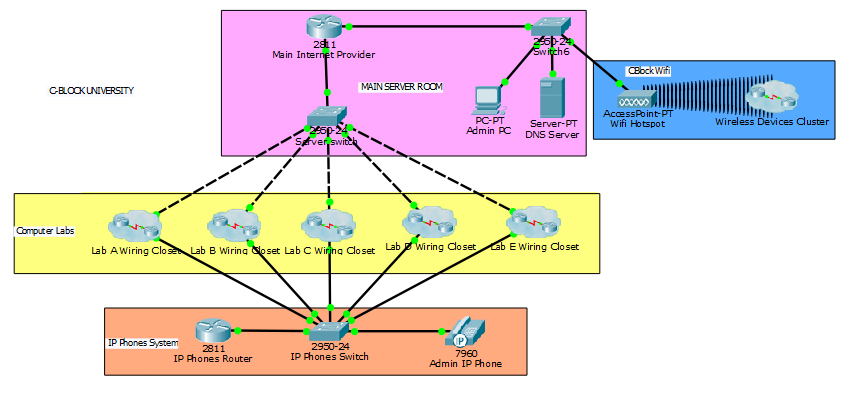 2811
Main Internet Provider
2950-24
Switch6
C-BLOCK UNIVERSITY
MAIN SERVER ROOM
CBlock Wifi
PC-PT
Admin PC
Server-PT
DNS Server
AccessPoint-PT
Wifi Hotspot
Wireless Devices Cluster
2950-24
Server switch
Computer Labs
Lab A Wiring Closet
Lab B Wiring Closet
Lab C Wiring Closet
Lab D Wiring Closet
Lab E Wiring Closet
IP Phones System
2811
IP Phones Router
2950-24
IP Phones Switch
IP
7960
Admin IP Phone